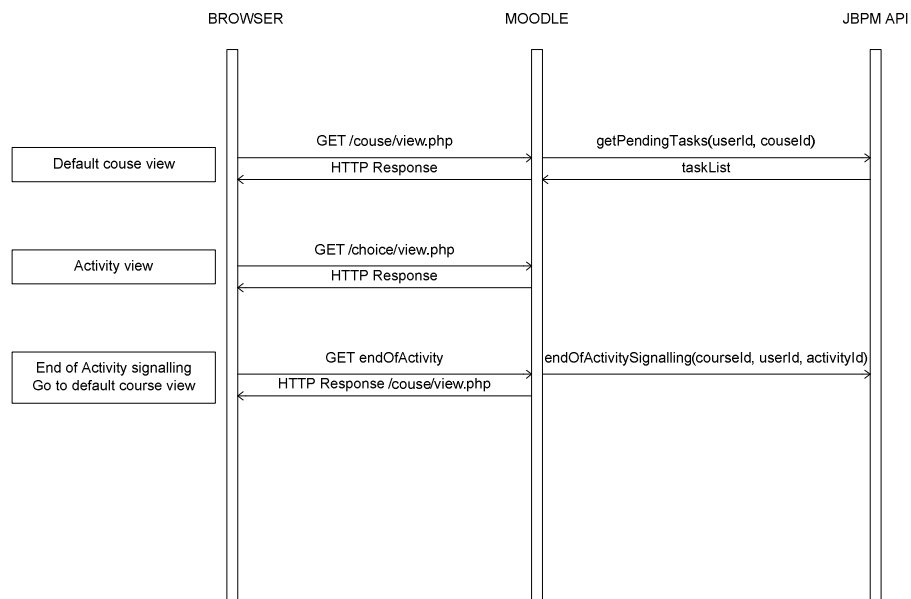 BROWSER
MOODLE
JBPM API
GET /couse/view.php
getPendingTasks(userId, couseId)
Default couse view
HTTP Response
taskList
GET /choice/view.php
Activity view
HTTP Response
GET endOfActivity
endOfActivitySignalling(courseId, userId, activityId)
End of Activity signalling
Go to default course view
HTTP Response /couse/view.php